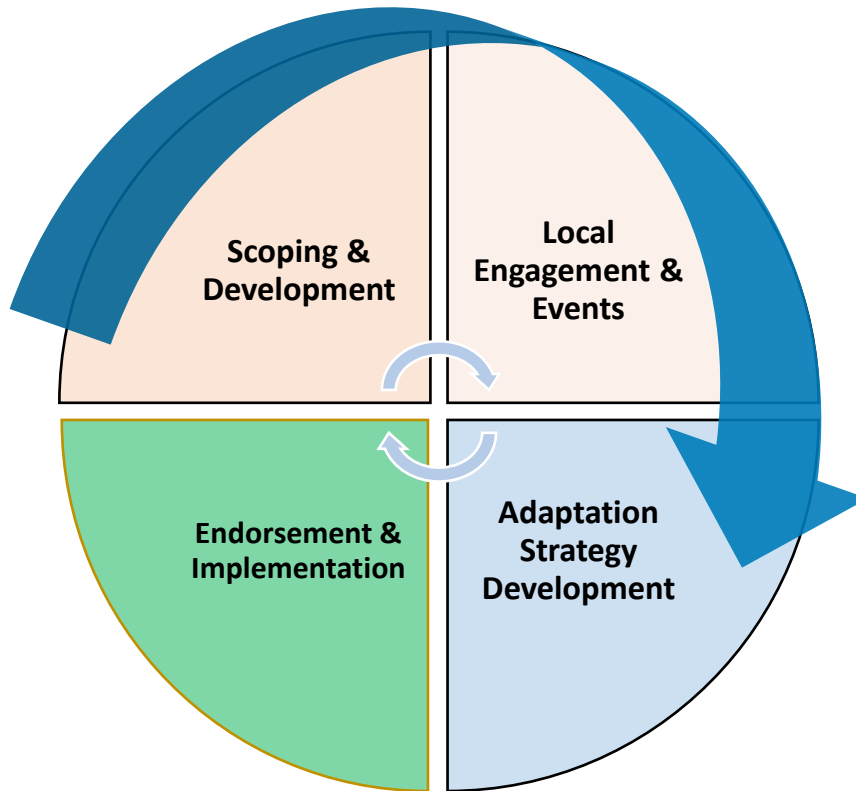 Scoping &
Development
Local
Engagement &
Events
Endorsement &
Implementation
Adaptation
Strategy
Development